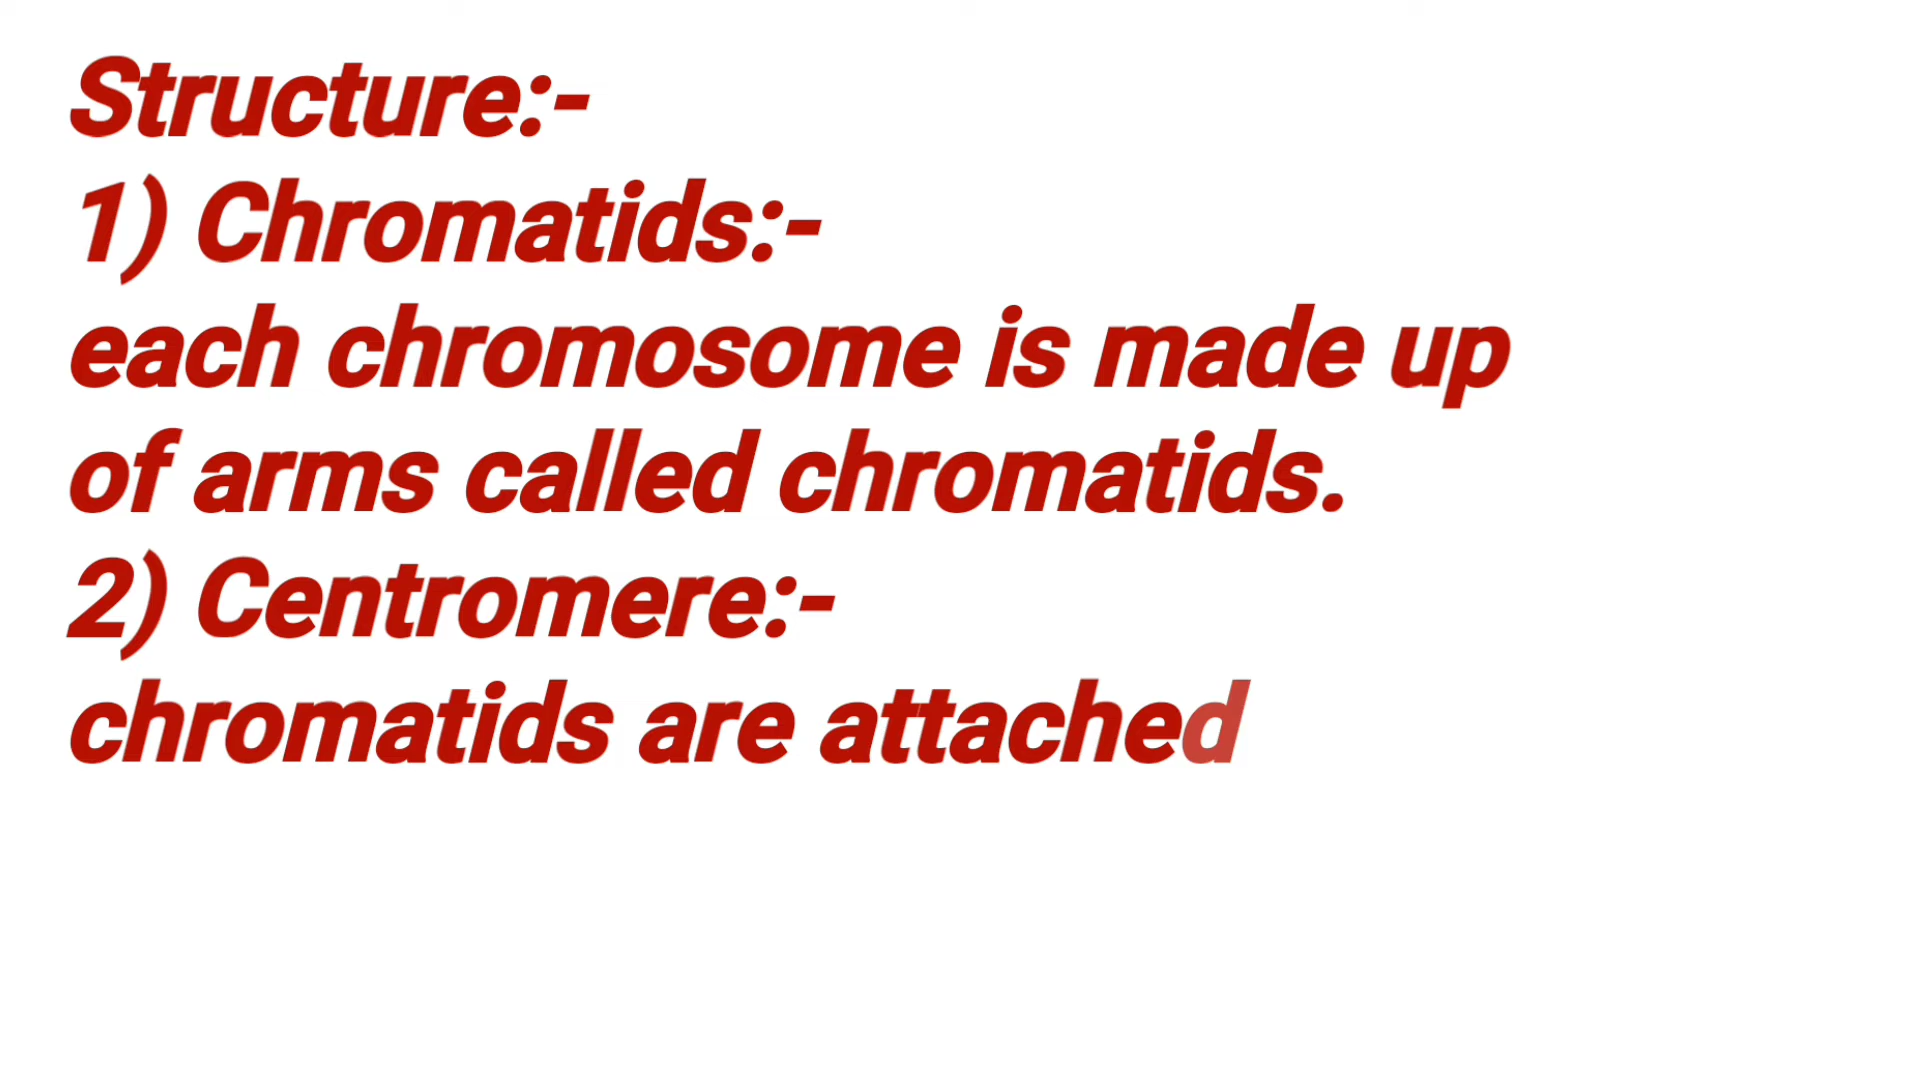 Structure:-
1) Chromatids:-
each chromosome is made up
of arms called chromatids.
2) Centromere:-
chromatids are attached